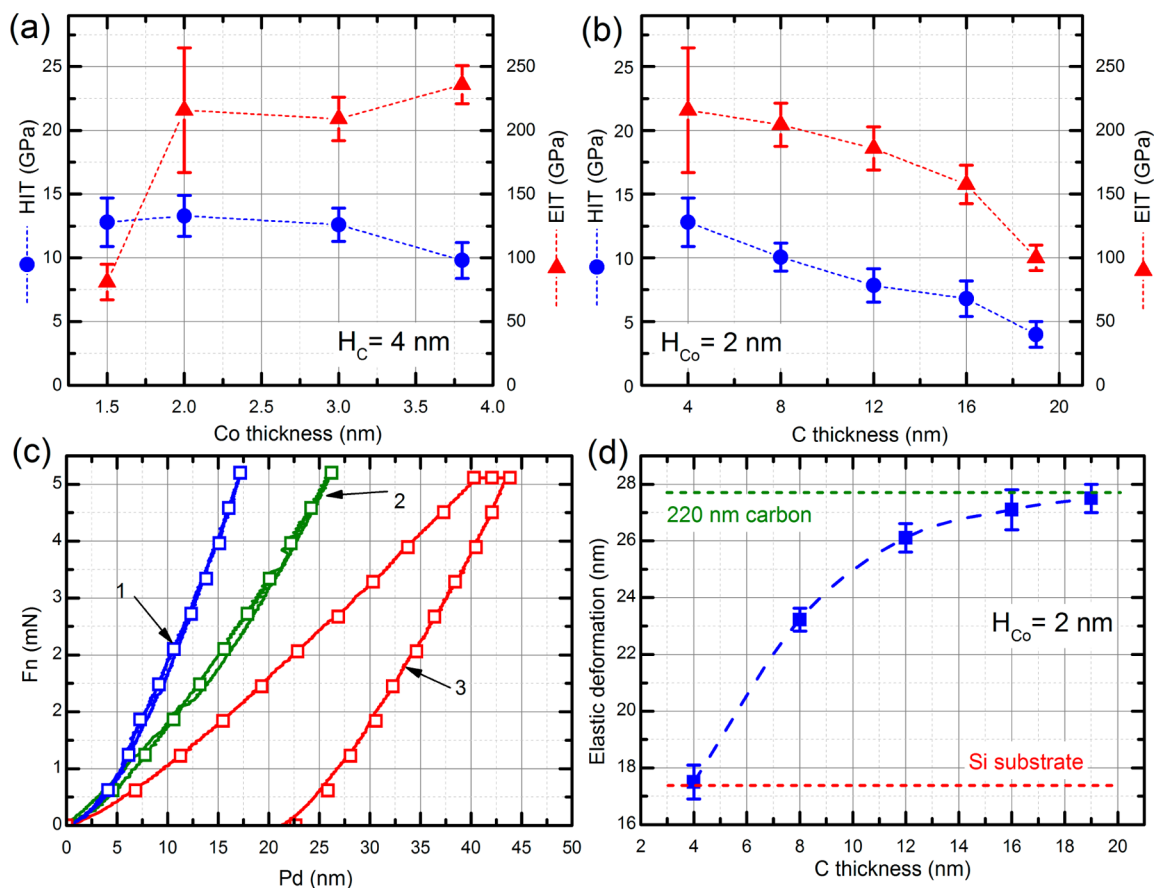 (a)
HIT (GPa)
25
20
15
10
5
0
250
200
150
100
50
0
EIT (GPa)
H_C = 4 nm
1.5 2.0 2.5 3.0 3.5 4.0
Co thickness (nm)
(b)
HIT (GPa)
25
20
15
10
5
0
250
200
150
100
50
0
EIT (GPa)
H_Co = 2 nm
4 8 12 16 20
C thickness (nm)
(c)
Fn (mN)
5
4
3
2
2
1
0
1
2
3
0 5 10 15 20 25 30 35 40 45 50
Pd (nm)
(d)
Elastic deformation (nm)
28
26
24
22
20
18
16
220 nm carbon
H_Co = 2 nm
Si substrate
2 4 6 8 10 12 14 16 18 20
C thickness (nm)